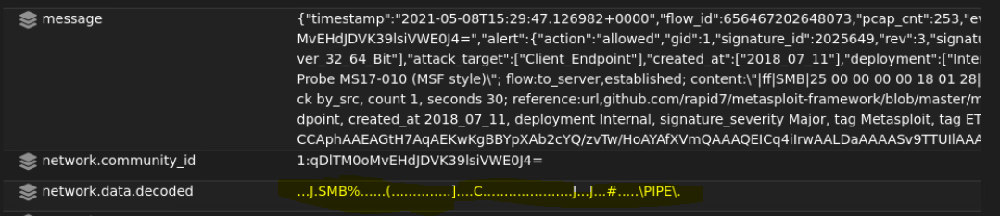 message {"timestamp":"2021-05-08T15:29:47.126982+0000","flow_id":656467202648073,"pcap_cnt":253,"ev
MvEHdJDVK39lsiVWE0J4=","alert":{"action":"allowed","gid":1,"signature_id":2025649,"rev":3,"signatu
ver_32_64_Bit"],"attack_target":["Client_Endpoint"],"created_at":["2018_07_11"],"deployment":["Inter
Probe MS17-010 (MSF style)\"; flow:to_server,established; content:\"|ff|SMB|25 00 00 00 00 18 01 28|
ck by_src, count 1, seconds 30; reference:url,github.com/rapid7/metasploit-framework/blob/master/m
dpoint, created_at 2018_07_11, deployment Internal, signature_severity Major, tag Metasploit, tag ET
CCAphAAEAGtH7AqAEKwKgBBYpXAb2cYQ/zvTw/HoAYAfXVmQAAAQEICq4iIrwAALDaAAAASv9TTUIlAAA
network.community_id 1:qDlTM0oMvEHdJDVK39lsiVWE0J4=
network.data.decoded ...J.SMB%......(..............]....C......................J...J...#.....\PIPE\.